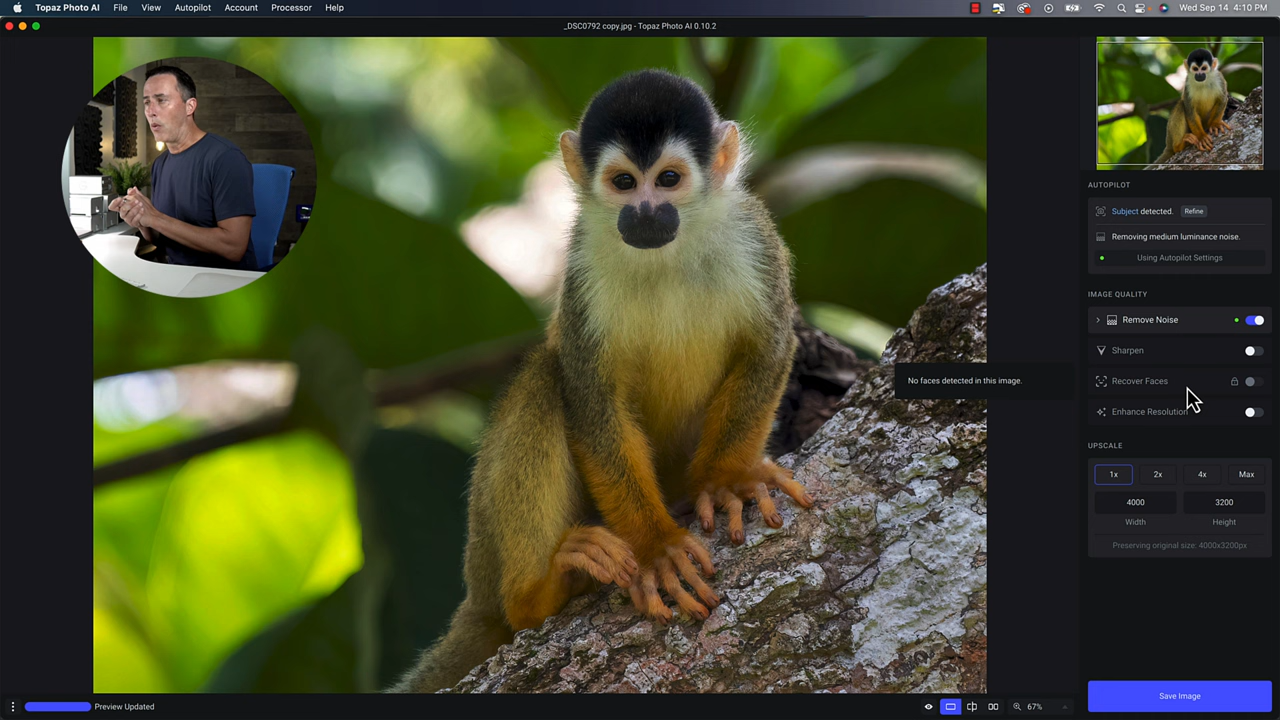 Topaz Photo AI File Edit View Autopilot Account Processor Help Wed Sep 14 4:10 PM
_DSC0792 copy.jpg - Topaz Photo AI 0.10.2
AUTOPILOT
Subject detected. Refine
Removing medium luminance noise.
Using Autopilot Settings
IMAGE QUALITY
Remove Noise
Sharpen
No faces detected in this image.
Recover Faces
Enhance Resolution
UPSCALE
1x 2x 4x Max
4000 3200
Width Height
Preserving original size: 4000x3200px
Save Image
Preview Updated 67%